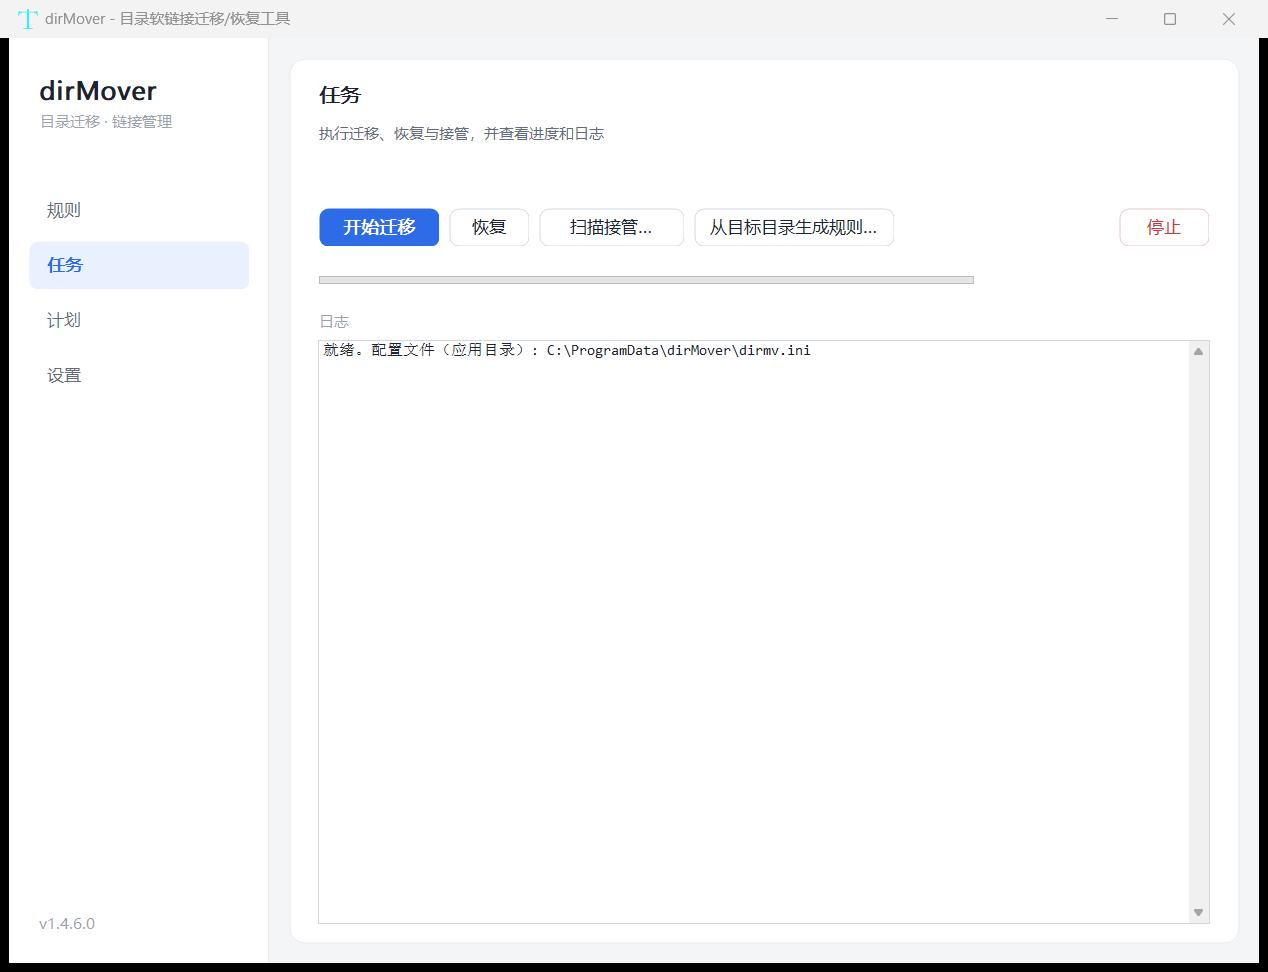 dirMover - 目录软链接迁移/恢复工具
dirMover
目录迁移 · 链接管理
规则
任务
计划
设置
v1.4.6.0
任务
执行迁移、恢复与接管，并查看进度和日志
开始迁移
恢复
扫描接管...
从目标目录生成规则...
停止
日志
就绪。配置文件（应用目录）: C:\ProgramData\dirMover\dirmv.ini